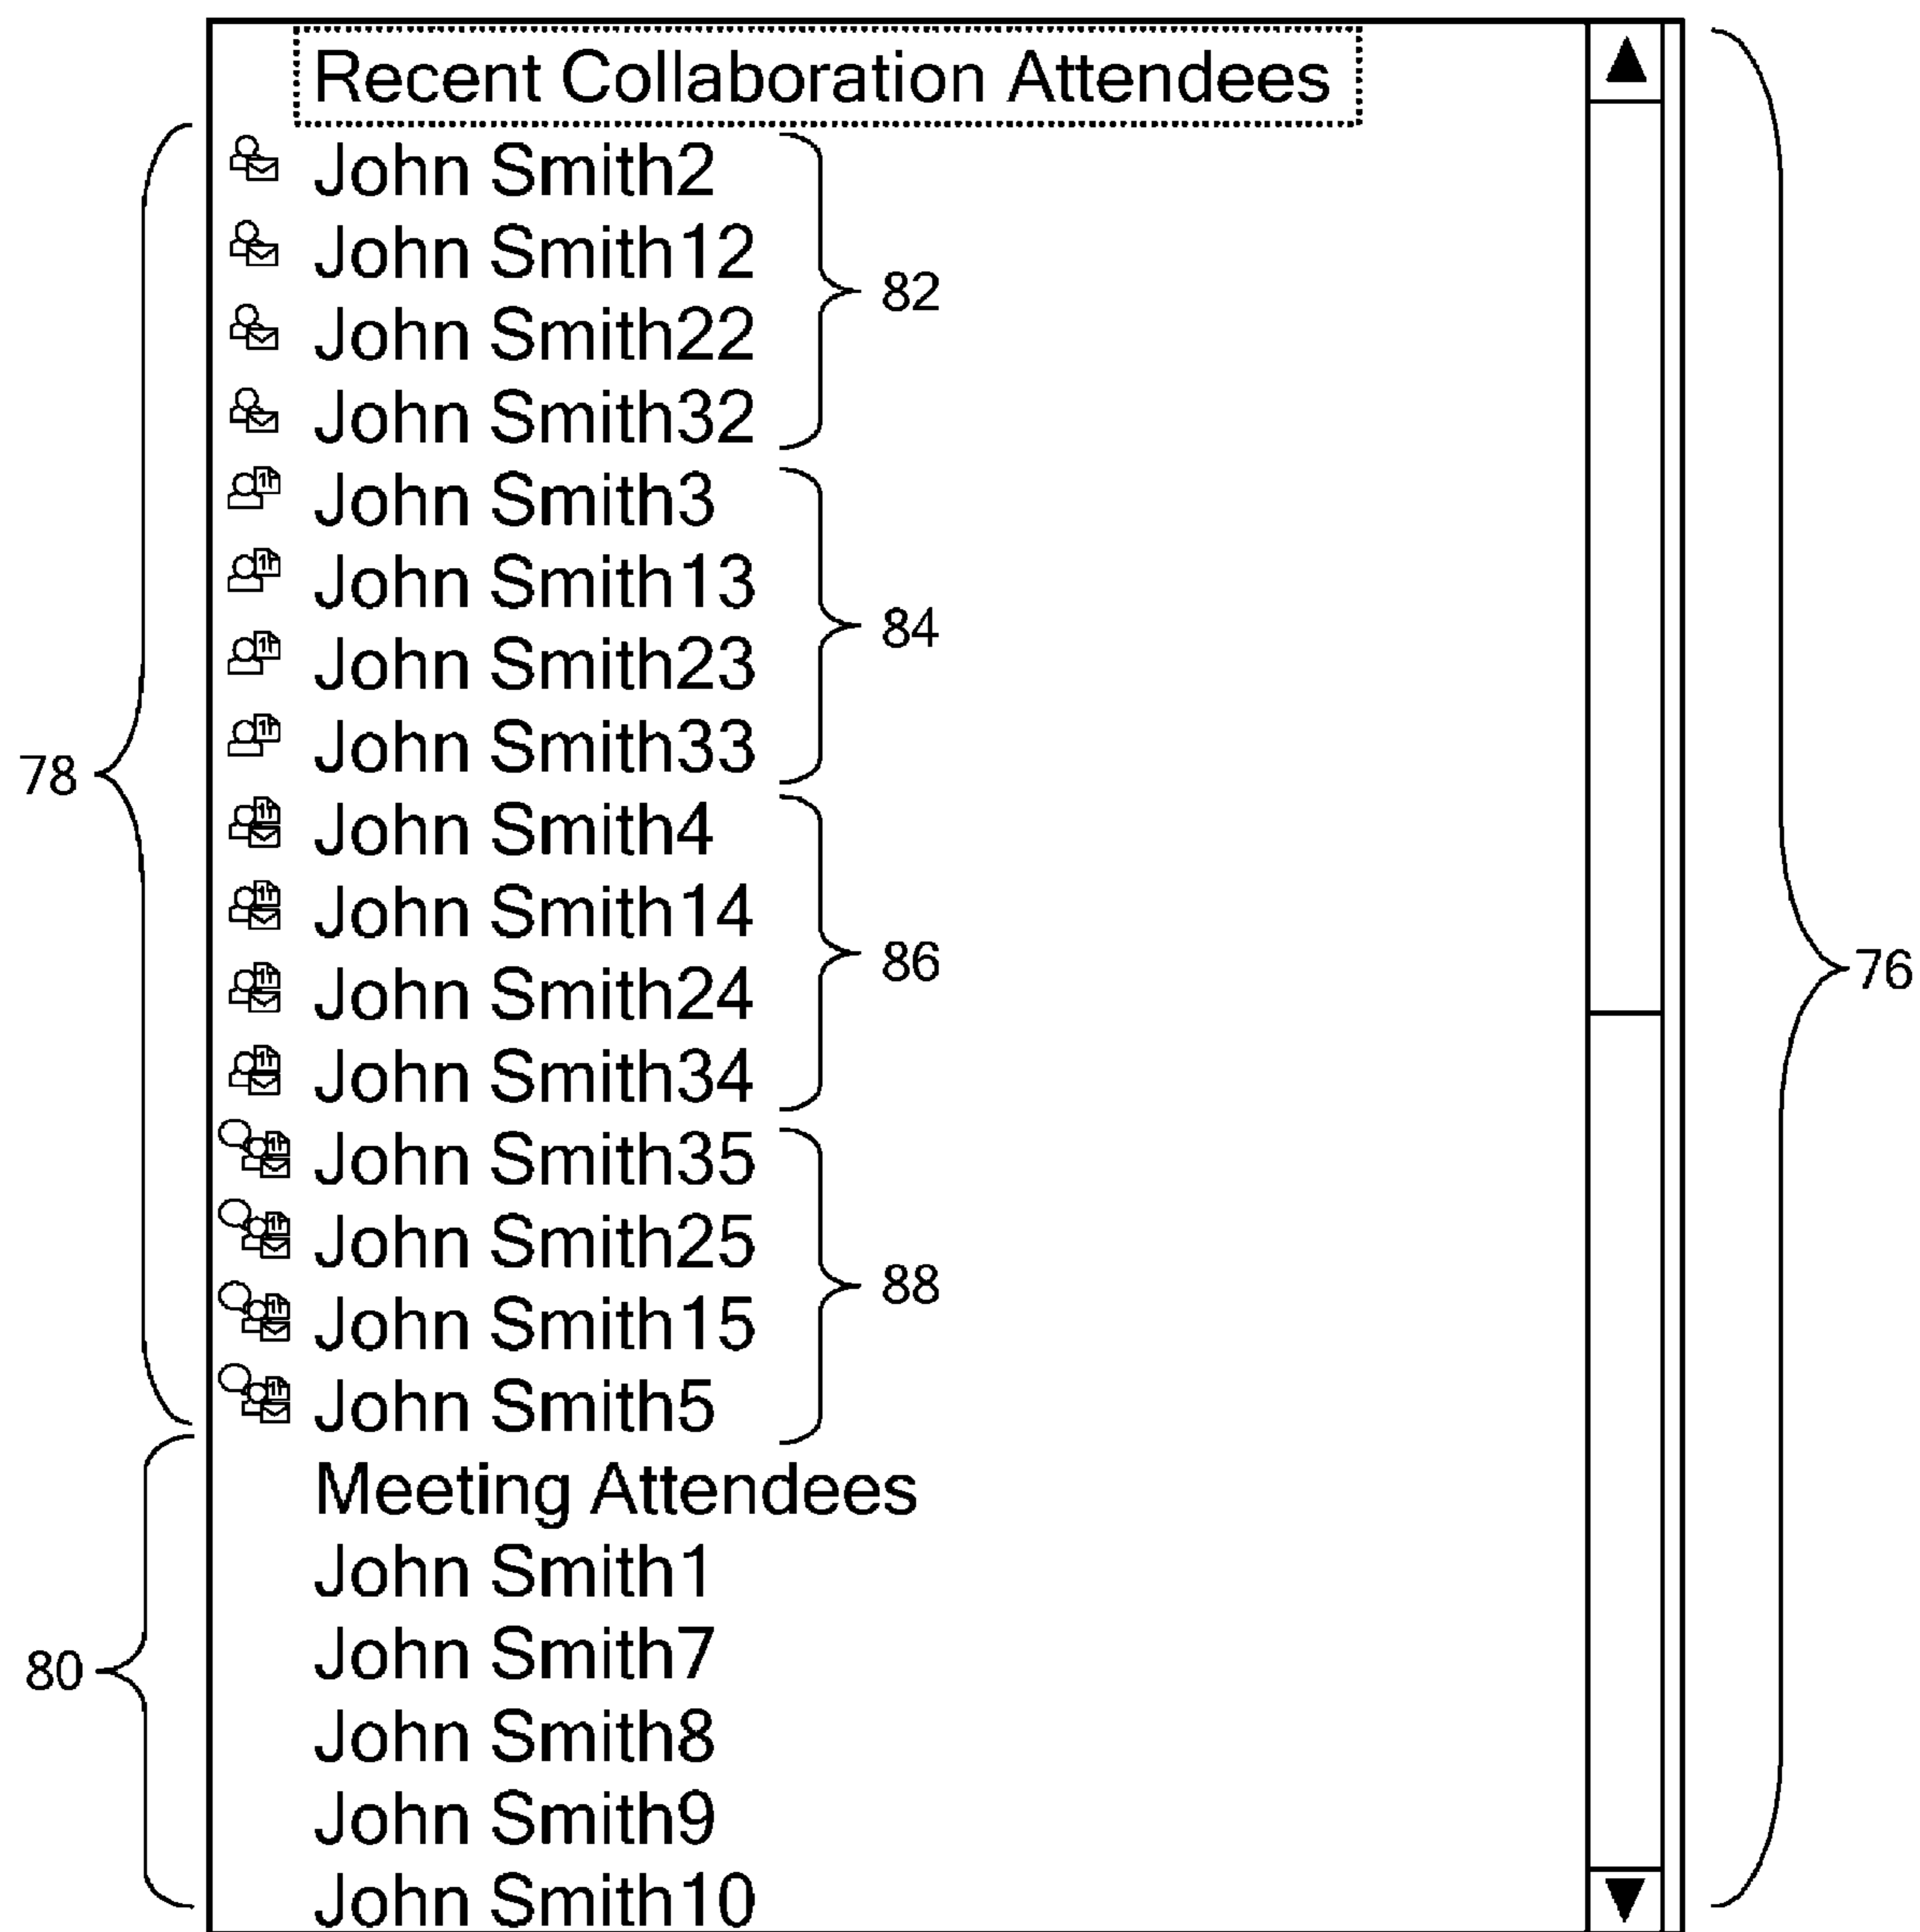 Recent Collaboration Attendees
John Smith2
John Smith12
82
John Smith22
John Smith32
John Smith3
John Smith13
84
John Smith23
John Smith33
78
John Smith4
John Smith14
86
76
John Smith24
John Smith34
John Smith35
John Smith25
88
John Smith15
John Smith5
Meeting Attendees
John Smith1
John Smith7
80
John Smith8
John Smith9
John Smith10